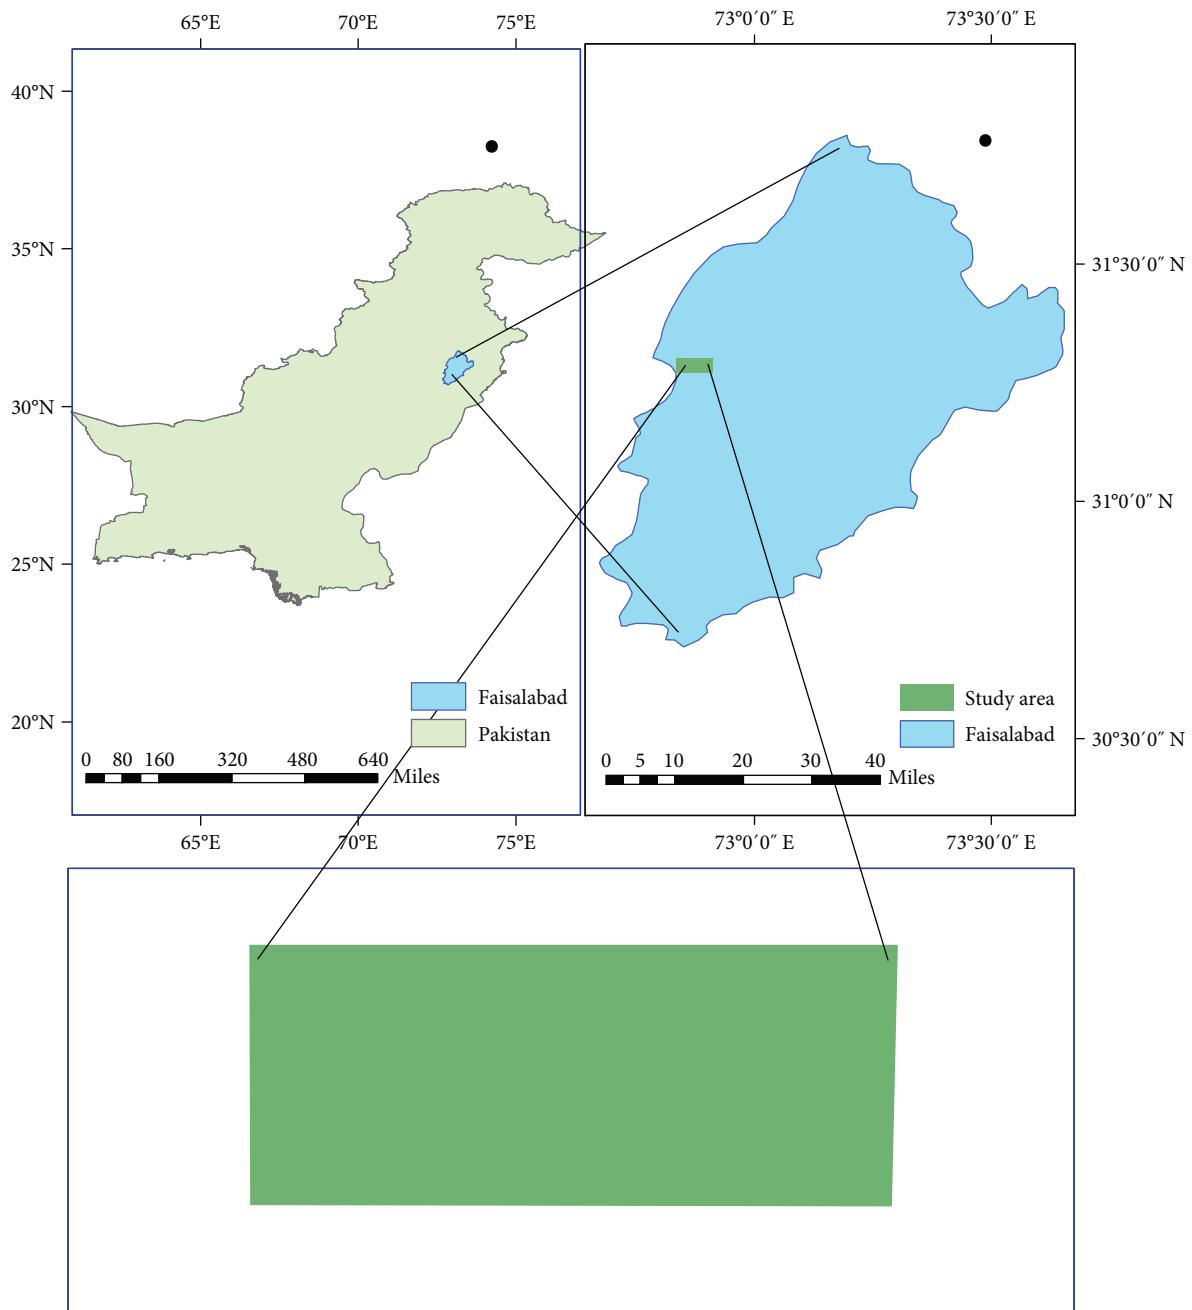 65°E 70°E 75°E
73°0′0″ E 73°30′0″ E
40°N
35°N
30°N
25°N
20°N
31°30′0″ N
31°0′0″ N
30°30′0″ N
Faisalabad
Pakistan
0 80 160 320 480 640
Miles
Study area
Faisalabad
0 5 10 20 30 40
Miles
65°E 70°E 75°E
73°0′0″ E 73°30′0″ E